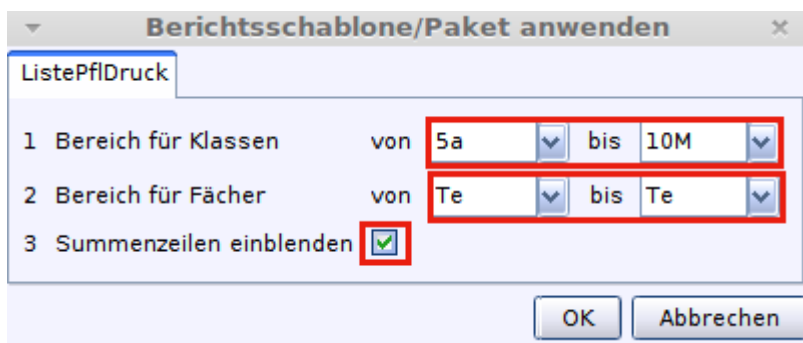 Berichtsschablone/Paket anwenden
ListePflDruck
1 Bereich für Klassen von 5a bis 10M
2 Bereich für Fächer von Te bis Te
3 Summenzeilen einblenden
OK Abbrechen